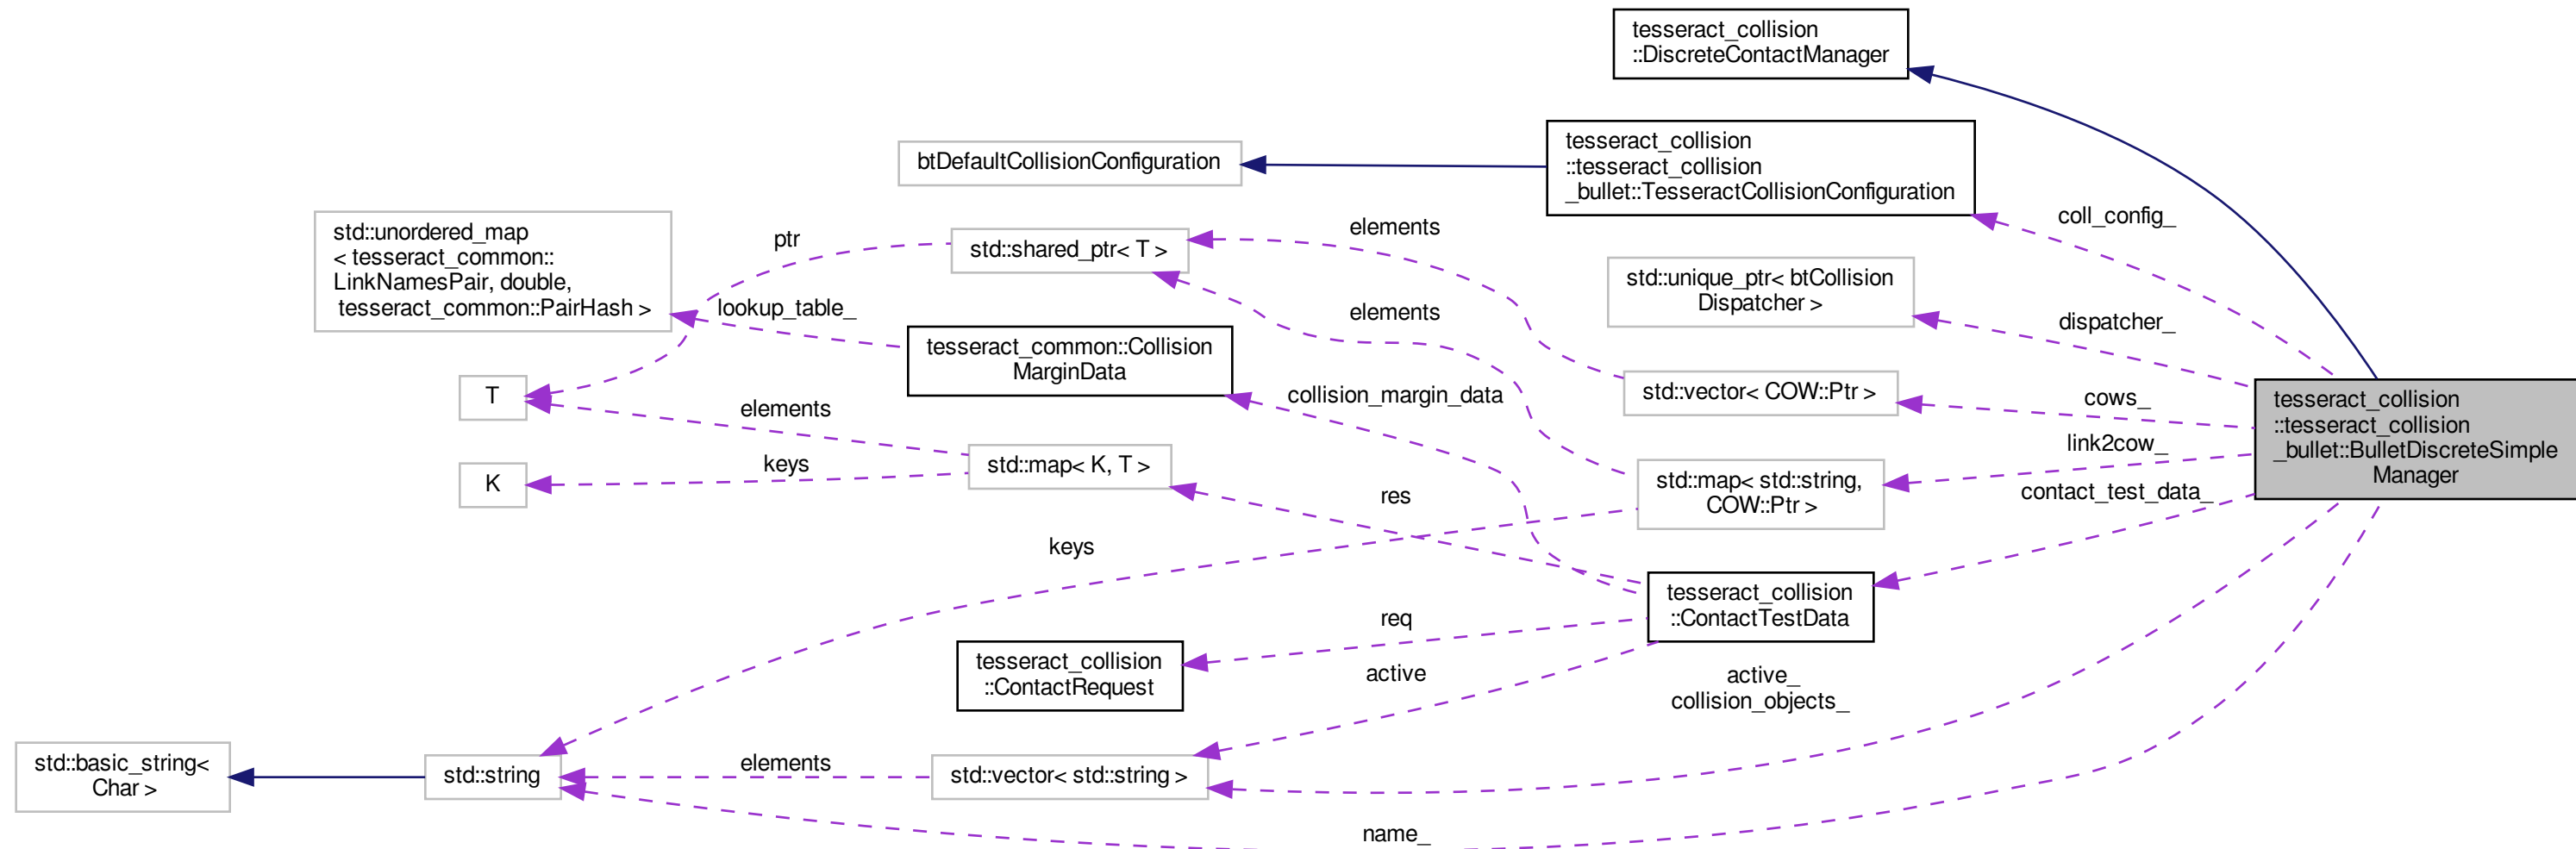 tesseract_collision
::DiscreteContactManager
btDefaultCollisionConfiguration
tesseract_collision
::tesseract_collision
_bullet::TesseractCollisionConfiguration
coll_config_
std::unordered_map
< tesseract_common::
LinkNamesPair, double,
tesseract_common::PairHash >
ptr
std::shared_ptr< T >
elements
std::unique_ptr< btCollision
Dispatcher >
dispatcher_
lookup_table_
elements
tesseract_common::Collision
MarginData
T
elements
collision_margin_data
std::vector< COW::Ptr >
cows_
tesseract_collision
::tesseract_collision
_bullet::BulletDiscreteSimple
Manager
K
keys
std::map< K, T >
res
std::map< std::string,
COW::Ptr >
link2cow_
contact_test_data_
keys
tesseract_collision
::ContactTestData
req
tesseract_collision
::ContactRequest
active
active_
collision_objects_
std::basic_string<
Char >
std::string
elements
std::vector< std::string >
name_